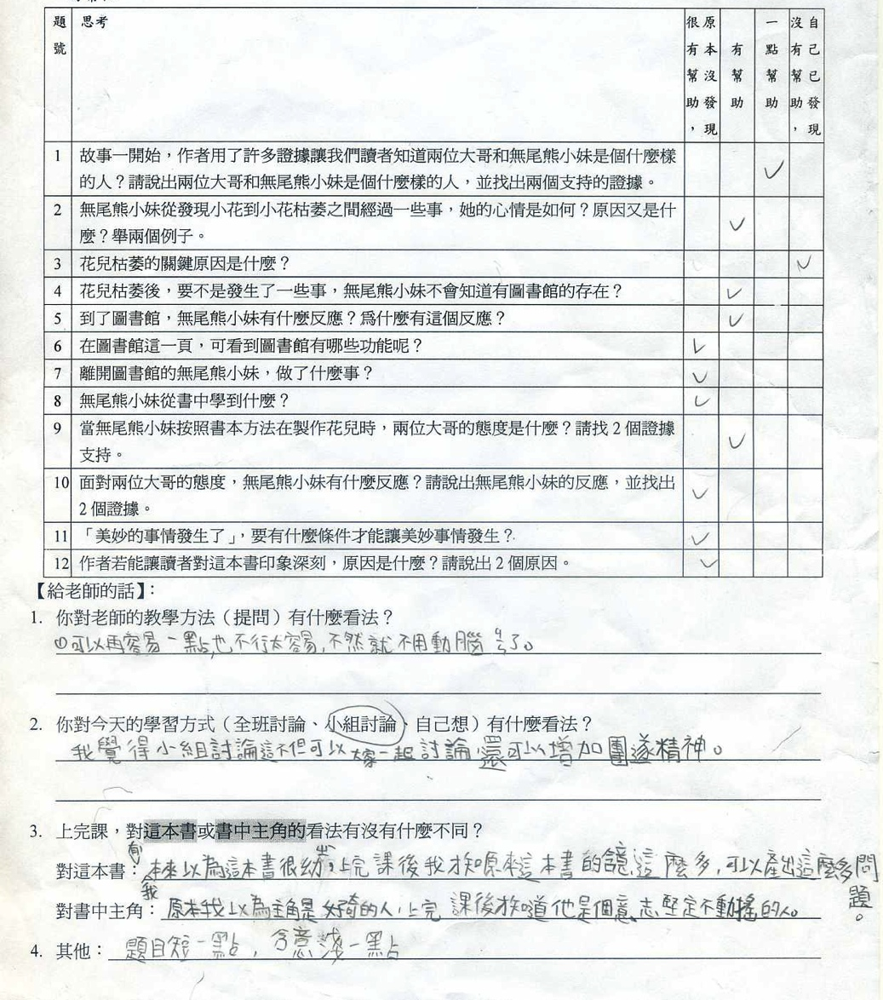 題號 思考 很有幫助，原本沒發現 有幫助 一點幫助 沒有幫助，自己已發現
1 故事一開始，作者用了許多證據讓我們讀者知道兩位大哥和無尾熊小妹是個什麼樣
的人？請說出兩位大哥和無尾熊小妹是個什麼樣的人，並找出兩個支持的證據。
2 無尾熊小妹從發現小花到小花枯萎之間經過一些事，她的心情是如何？原因又是什
麼？舉兩個例子。
3 花兒枯萎的關鍵原因是什麼？
4 花兒枯萎後，要不是發生了一些事，無尾熊小妹不會知道有圖書館的存在？
5 到了圖書館，無尾熊小妹有什麼反應？爲什麼有這個反應？
6 在圖書館這一頁，可看到圖書館有哪些功能呢？
7 離開圖書館的無尾熊小妹，做了什麼事？
8 無尾熊小妹從書中學到什麼？
9 當無尾熊小妹按照書本方法在製作花兒時，兩位大哥的態度是什麼？請找 2 個證據
支持。
10 面對兩位大哥的態度，無尾熊小妹有什麼反應？請說出無尾熊小妹的反應，並找出
2 個證據。
11 「美妙的事情發生了」，要有什麼條件才能讓美妙事情發生？
12 作者若能讓讀者對這本書印象深刻，原因是什麼？請說出 2 個原因。
【給老師的話】：
1. 你對老師的教學方法（提問）有什麼看法？
可以再容易一點,也不行太容易,不然就不用動腦了。
2. 你對今天的學習方式（全班討論、小組討論、自己想）有什麼看法？
我覺得小組討論這不但可以一起討論,還可以增加團遂精神。
3. 上完課，對這本書或書中主角的看法有沒有什麼不同？
對這本書：有 本來以為這本書很幼 上完課後我才 原來這本書的 這麼多,可以產出這麼多問題。
對書中主角：我 原本我以為主角是好奇的人,上完課後才 道他是個意志堅定不動搖的人。
4. 其他：題目短一點，含意淺一點